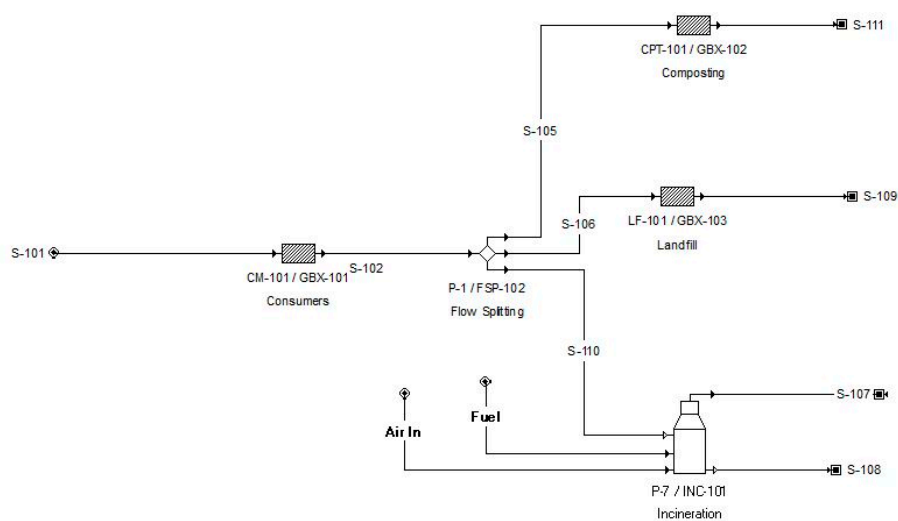 S-111
CPT-101 / GBX-102
Composting
S-105
S-109
S-106
LF-101 / GBX-103
Landfill
S-101
S-102
CM-101 / GBX-101
Consumers
P-1 / FSP-102
Flow Splitting
S-110
S-107
Fuel
Air In
S-108
P-7 / INC-101
Incineration